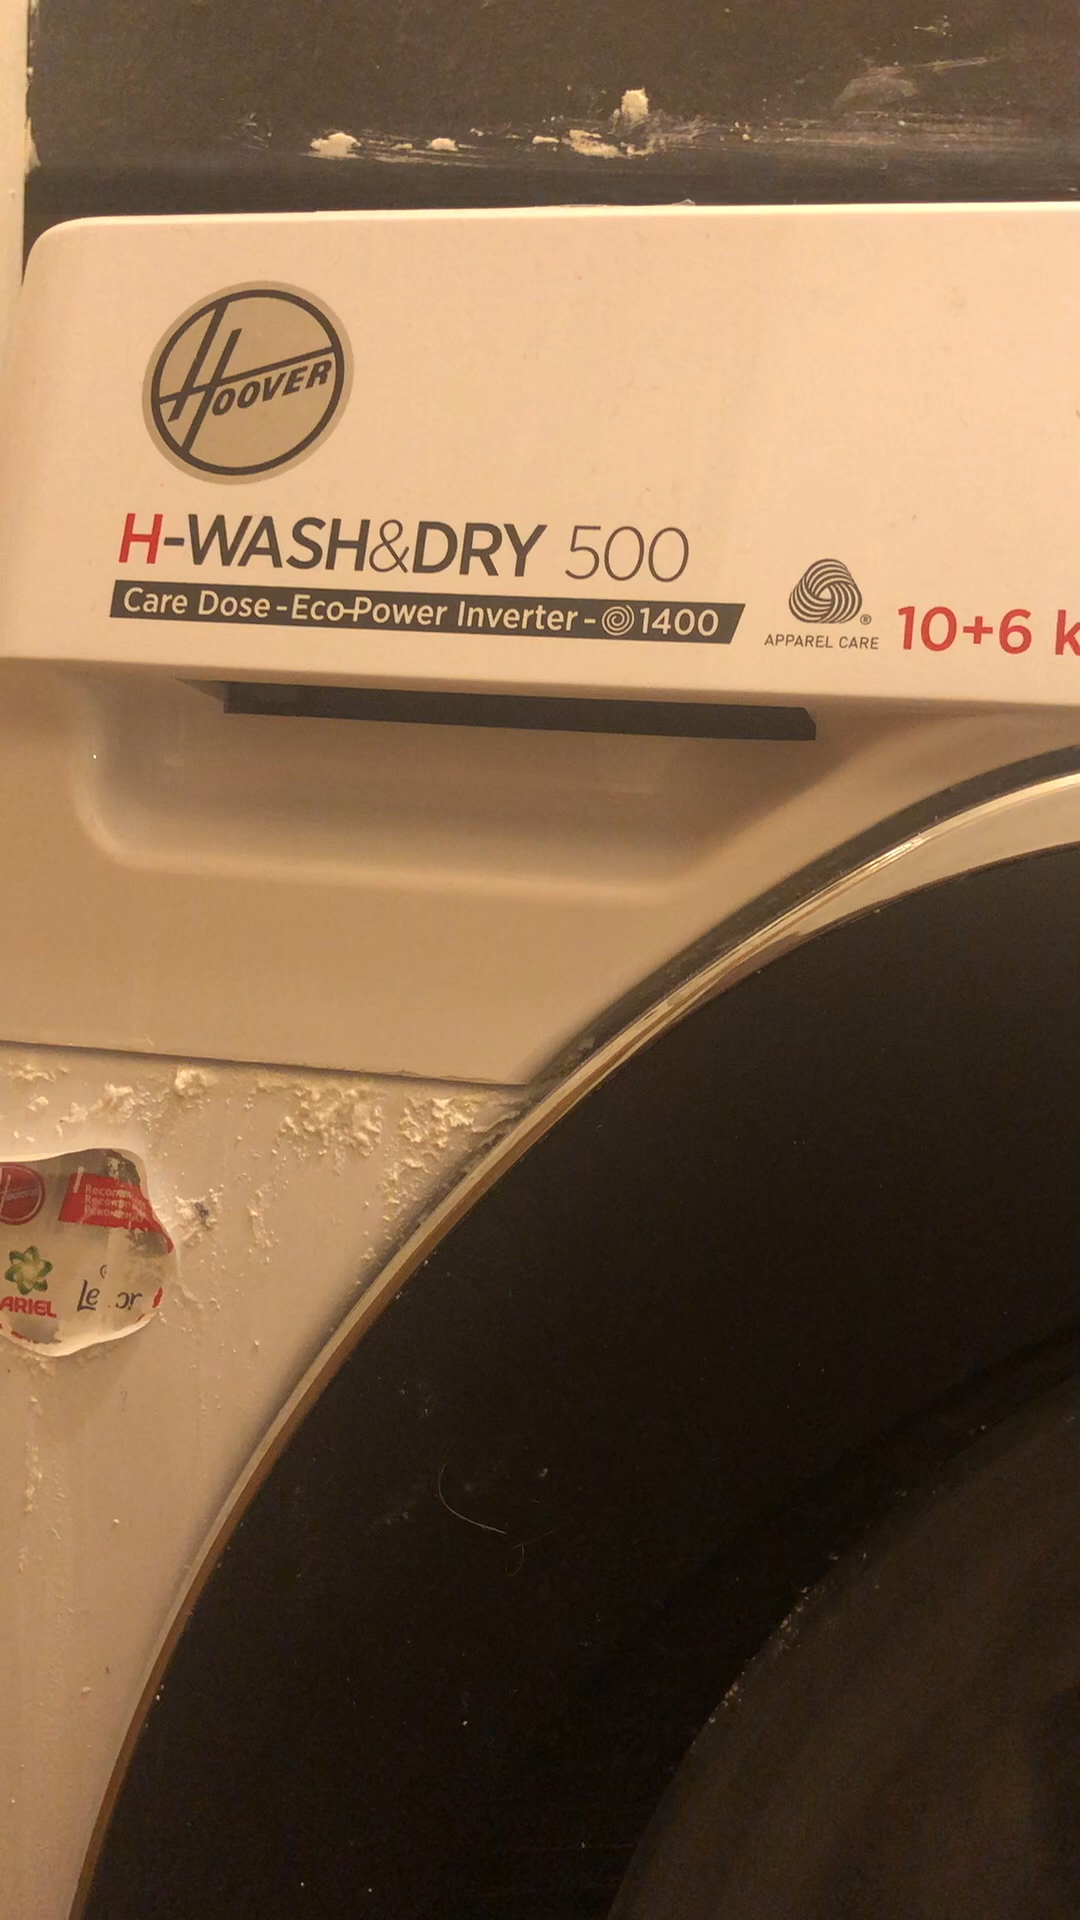 HOOVER
H-WASH&DRY 500
Care Dose - Eco-Power Inverter - 1400
APPAREL CARE
10+6 k
ARIEL